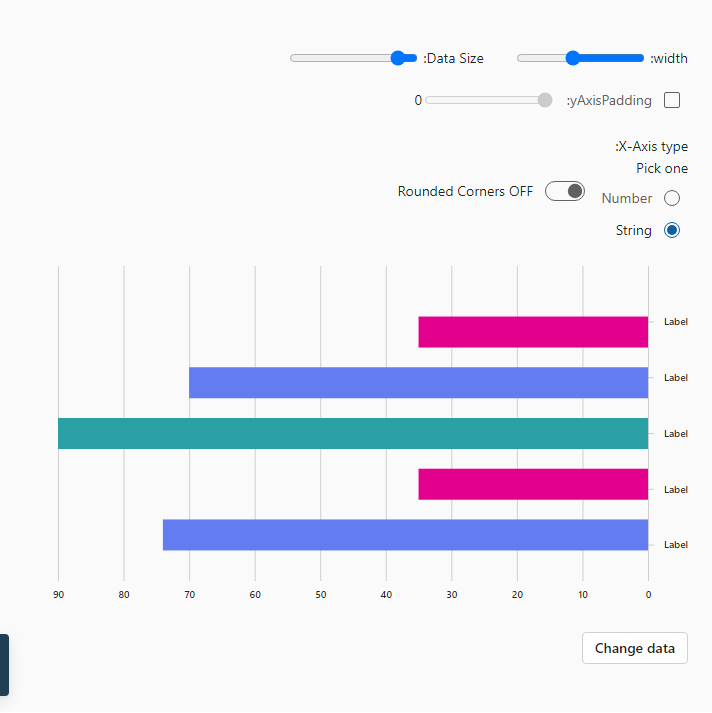 :width
:Data Size
:yAxisPadding
0
:X-Axis type
Pick one
Number
String
Rounded Corners OFF
Label
Label
Label
Label
Label
90 80 70 60 50 40 30 20 10 0
Change data